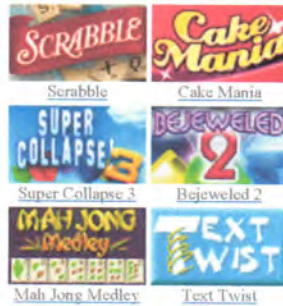 SCRABBLE
Cake Mania
Scrabble
Cake Mania
SUPER COLLAPSE! 3
BEJEWELED 2
Super Collapse 3
Bejeweled 2
MAH JONG Medley
TEXT TWIST
Mah Jong Medley
Text Twist